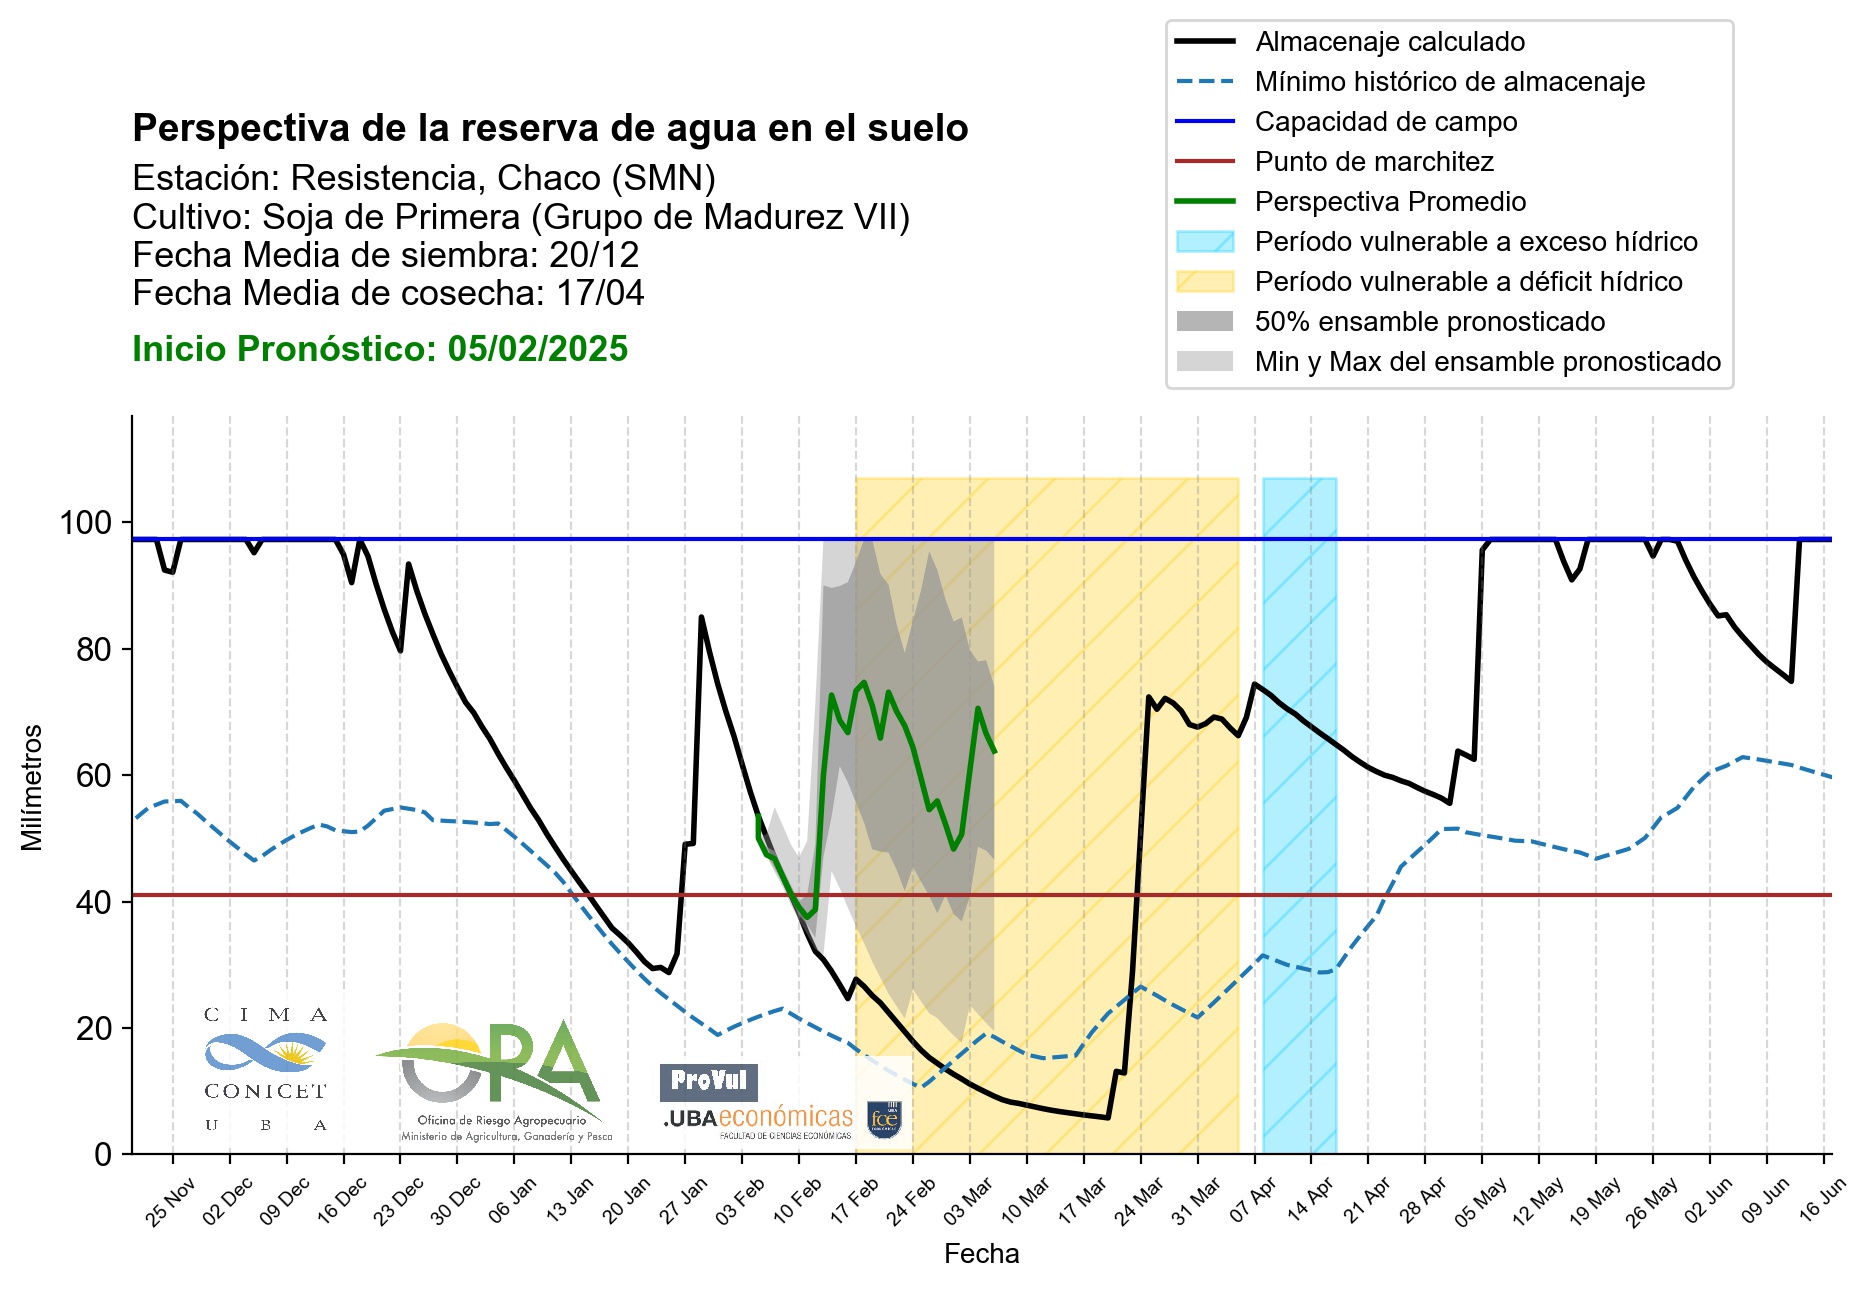 Almacenaje calculado
Mínimo histórico de almacenaje
Capacidad de campo
Punto de marchitez
Perspectiva Promedio
Período vulnerable a exceso hídrico
Período vulnerable a déficit hídrico
50% ensamble pronosticado
Min y Max del ensamble pronosticado
Perspectiva de la reserva de agua en el suelo
Estación: Resistencia, Chaco (SMN)
Cultivo: Soja de Primera (Grupo de Madurez VII)
Fecha Media de siembra: 20/12
Fecha Media de cosecha: 17/04
Inicio Pronóstico: 05/02/2025
Milímetros
100
80
60
40
20
0
C I M A
CONICET
U B A
ORA
Oficina de Riesgo Agropecuario
Ministerio de Agricultura, Ganadería y Pesca
ProVul
.UBAeconómicas
FACULTAD DE CIENCIAS ECONÓMICAS
UBA
fce
25 Nov
02 Dec
09 Dec
16 Dec
23 Dec
30 Dec
06 Jan
13 Jan
20 Jan
27 Jan
03 Feb
10 Feb
17 Feb
24 Feb
03 Mar
10 Mar
17 Mar
24 Mar
31 Mar
07 Apr
14 Apr
21 Apr
28 Apr
05 May
12 May
19 May
26 May
02 Jun
09 Jun
16 Jun
Fecha